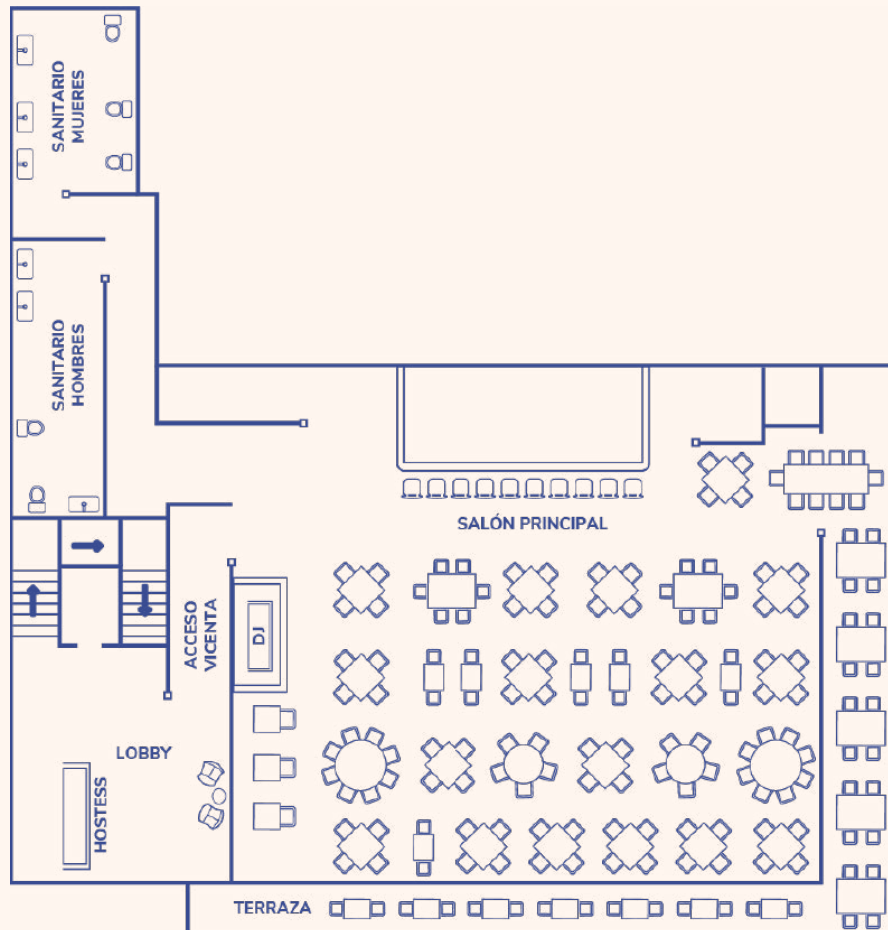 SANITARIO
MUJERES
SANITARIO
HOMBRES
SALÓN PRINCIPAL
ACCESO
VICENTA
DJ
LOBBY
HOSTESS
TERRAZA